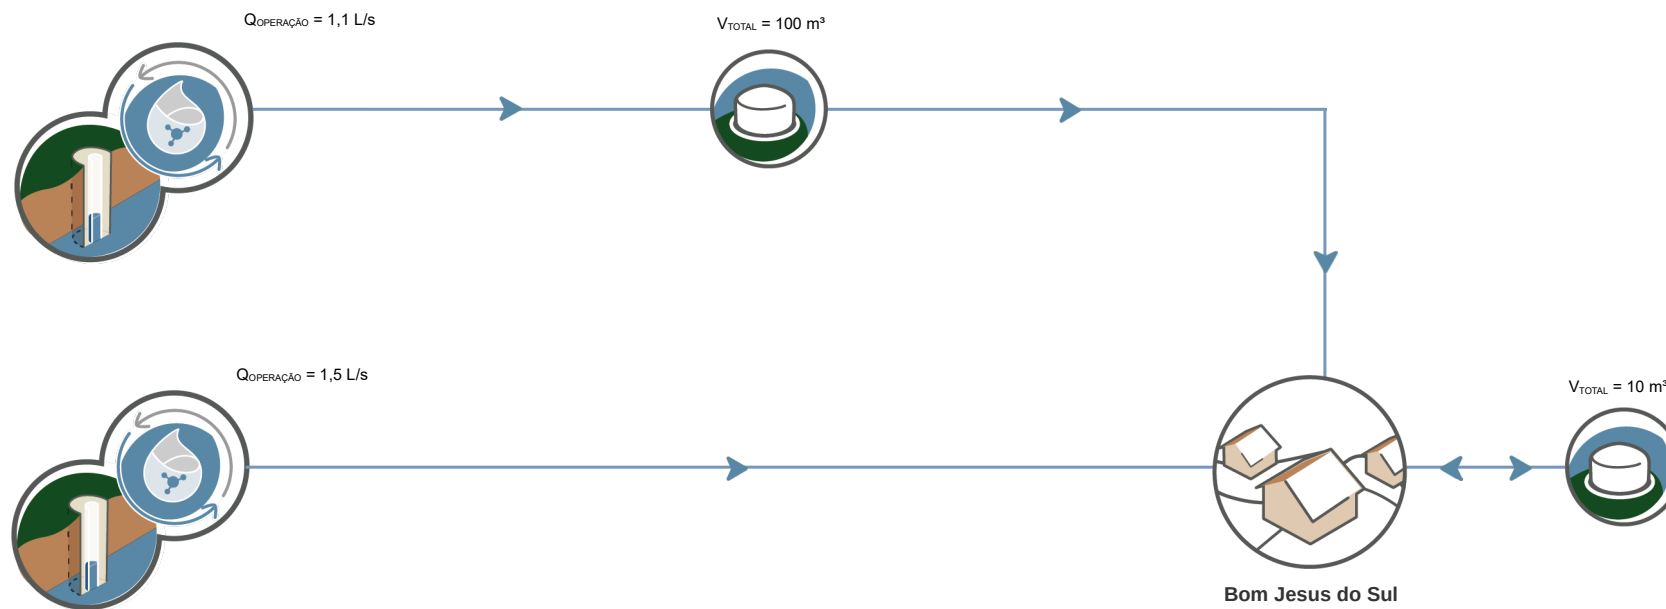 QOPERAÇÃO = 1,1 L/s
VTOTAL = 100 m³
QOPERAÇÃO = 1,5 L/s
VTOTAL = 10 m³
Bom Jesus do Sul